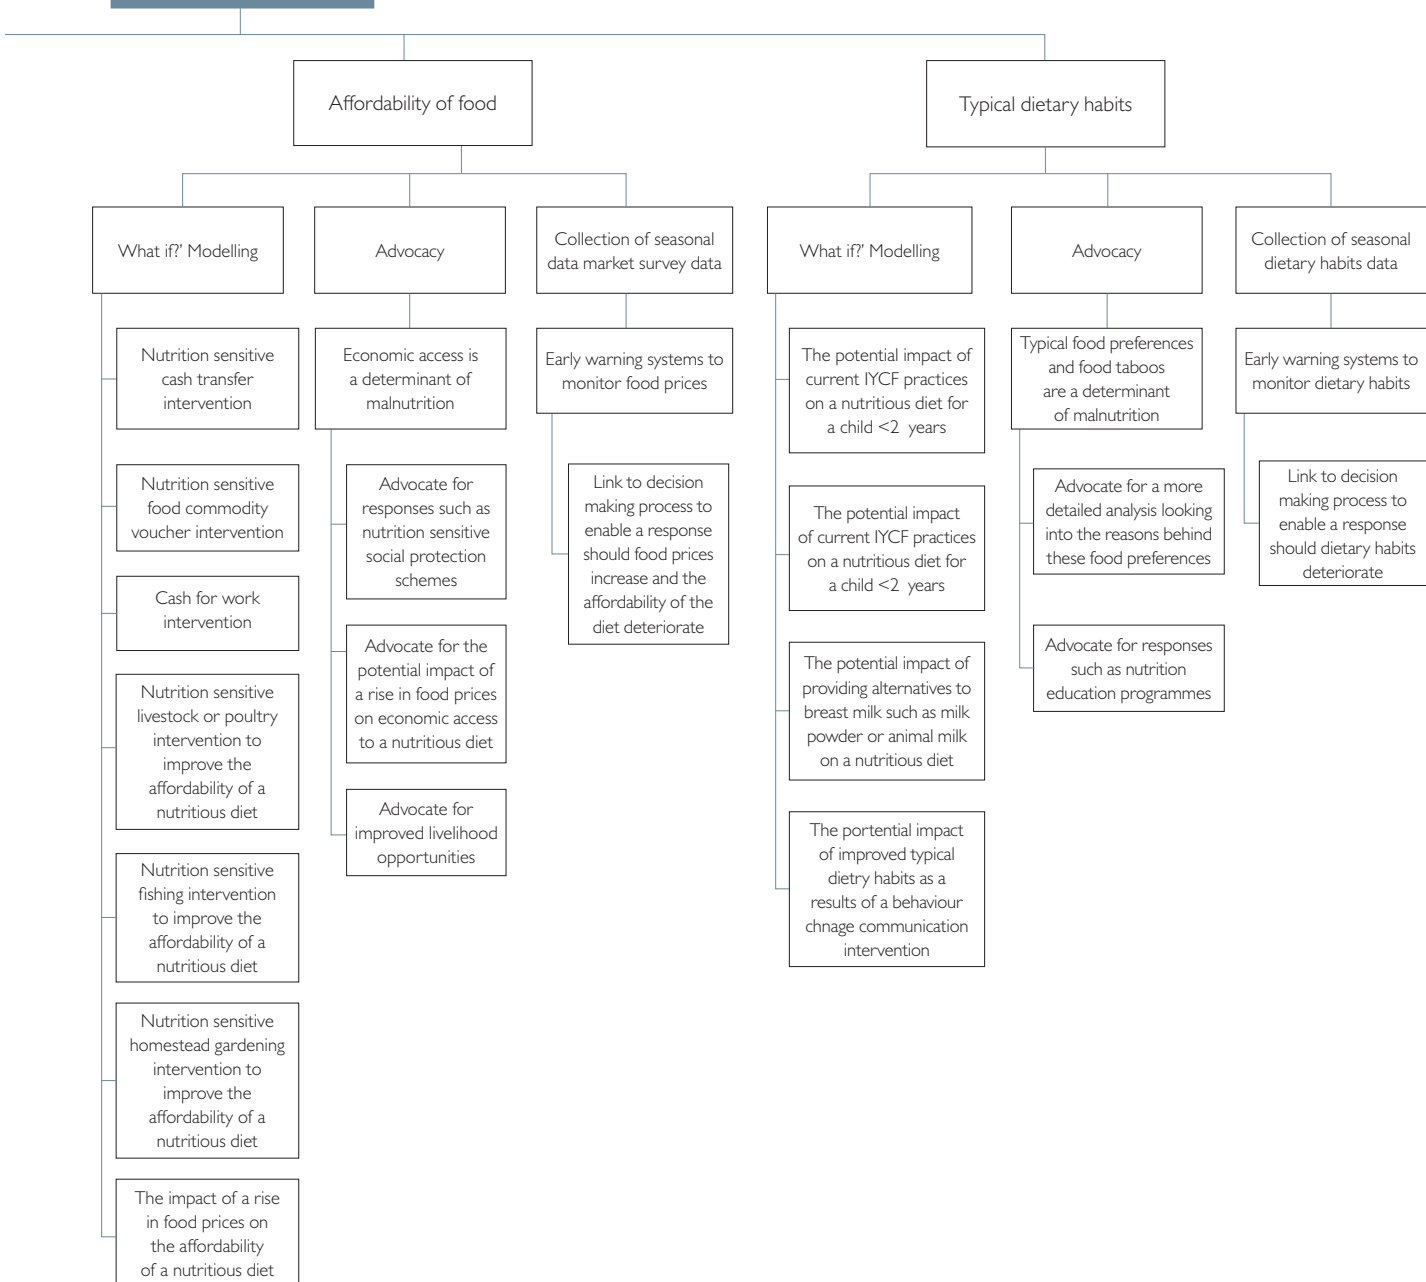 Affordability of food
Typical dietary habits
What if?’ Modelling
Advocacy
Collection of seasonal
data market survey data
What if?’ Modelling
Advocacy
Collection of seasonal
dietary habits data
Nutrition sensitive
cash transfer
intervention
Nutrition sensitive
food commodity
voucher intervention
Cash for work
intervention
Nutrition sensitive
livestock or poultry
intervention to
improve the
affordability of a
nutritious diet
Nutrition sensitive
fishing intervention
to improve the
affordability of a
nutritious diet
Nutrition sensitive
homestead gardening
intervention to
improve the
affordability of a
nutritious diet
The impact of a rise
in food prices on
the affordability
of a nutritious diet
Economic access is
a determinant of
malnutrition
Advocate for
responses such as
nutrition sensitive
social protection
schemes
Advocate for the
potential impact of
a rise in food prices
on economic access
to a nutritious diet
Advocate for
improved livelihood
opportunities
Early warning systems to
monitor food prices
Link to decision
making process to
enable a response
should food prices
increase and the
affordability of the
diet deteriorate
The potential impact of
current IYCF practices
on a nutritious diet for
a child <2 years
The potential impact
of current IYCF practices
on a nutritious diet for
a child <2 years
The potential impact of
providing alternatives to
breast milk such as milk
powder or animal milk
on a nutritious diet
The portential impact
of improved typical
dietry habits as a
results of a behaviour
chnage communication
intervention
Typical food preferences
and food taboos
are a determinant
of malnutrition
Advocate for a more
detailed analysis looking
into the reasons behind
these food preferences
Advocate for responses
such as nutrition
education programmes
Early warning systems to
monitor dietary habits
Link to decision
making process to
enable a response
should dietary habits
deteriorate